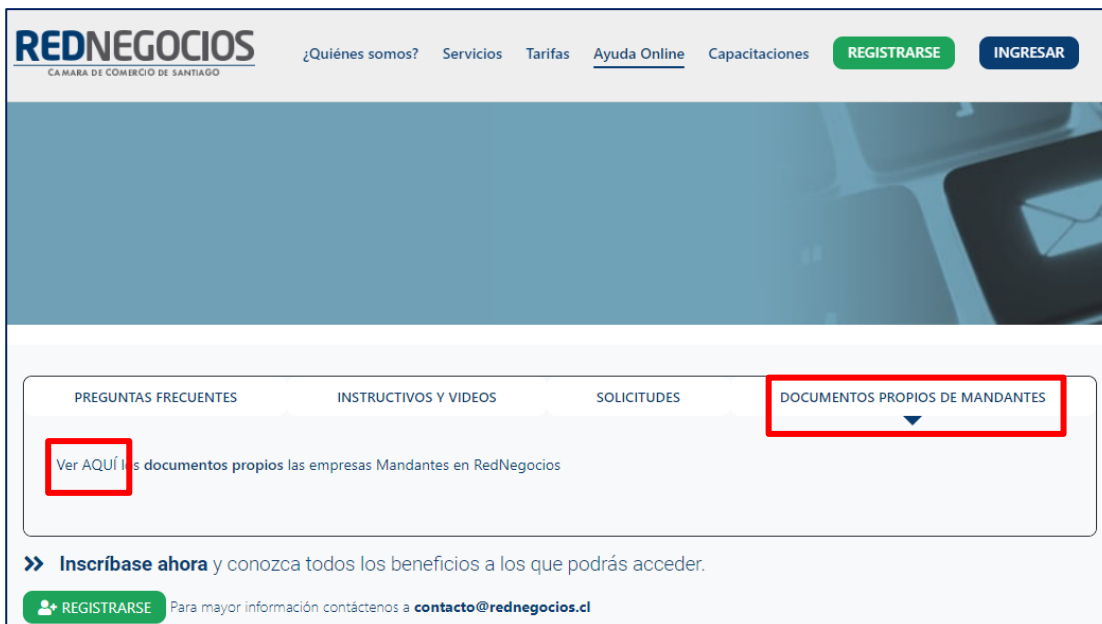 REDNEGOCIOS
CAMARA DE COMERCIO DE SANTIAGO
¿Quiénes somos? Servicios Tarifas Ayuda Online Capacitaciones REGISTRARSE INGRESAR
PREGUNTAS FRECUENTES INSTRUCTIVOS Y VIDEOS SOLICITUDES DOCUMENTOS PROPIOS DE MANDANTES
Ver AQUÍ los documentos propios las empresas Mandantes en RedNegocios
Inscríbase ahora y conozca todos los beneficios a los que podrás acceder.
REGISTRARSE Para mayor información contáctenos a contacto@rednegocios.cl